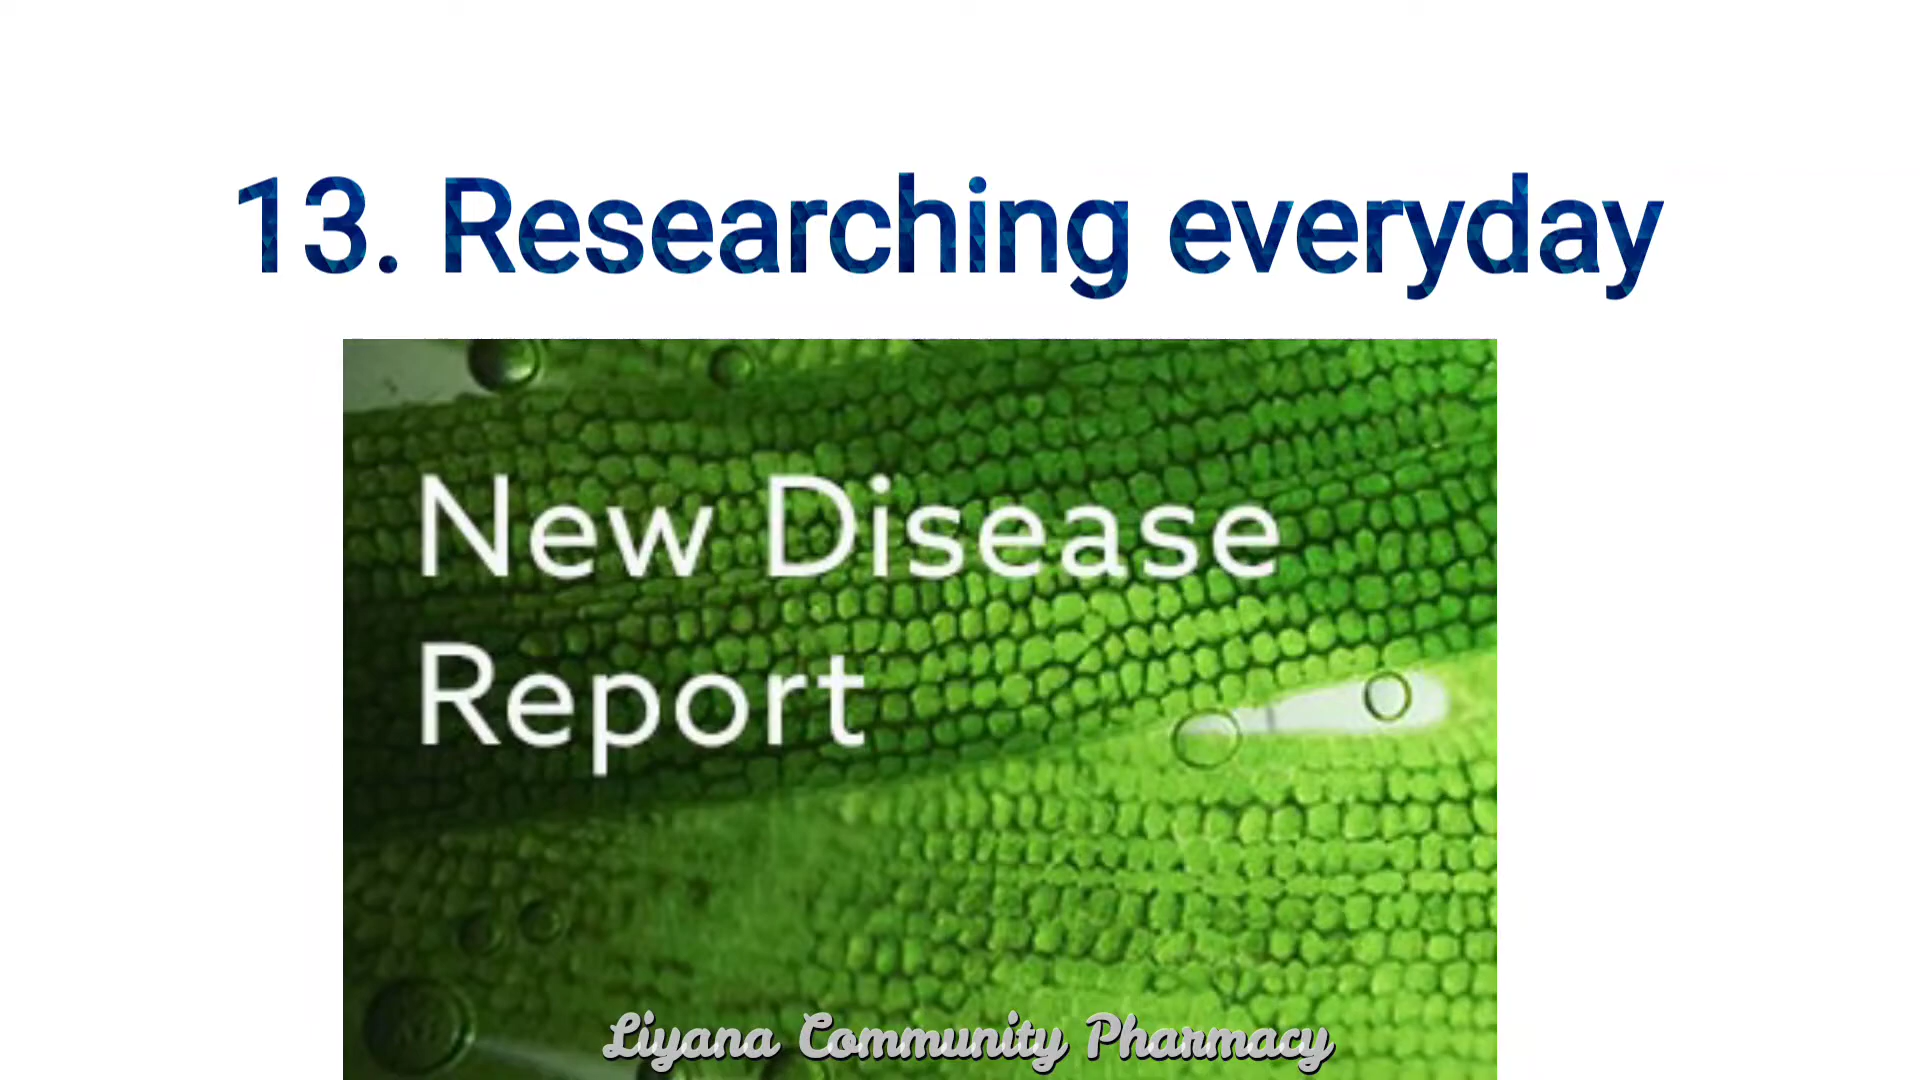 13. Researching everyday
New Disease
Report
Liyana Community Pharmacy